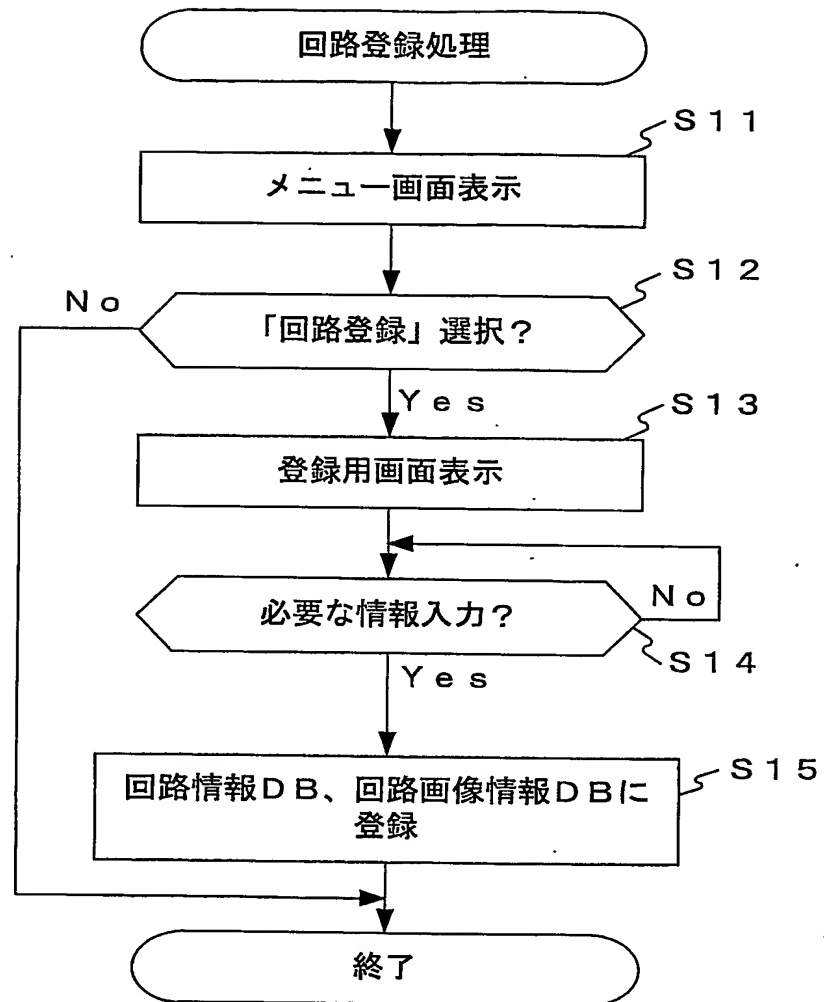 回路登録処理
S11
メニュー画面表示
S12
No
「回路登録」選択？
Yes
S13
登録用画面表示
必要な情報入力？
No
S14
Yes
S15
回路情報DB、回路画像情報DBに
登録
終了